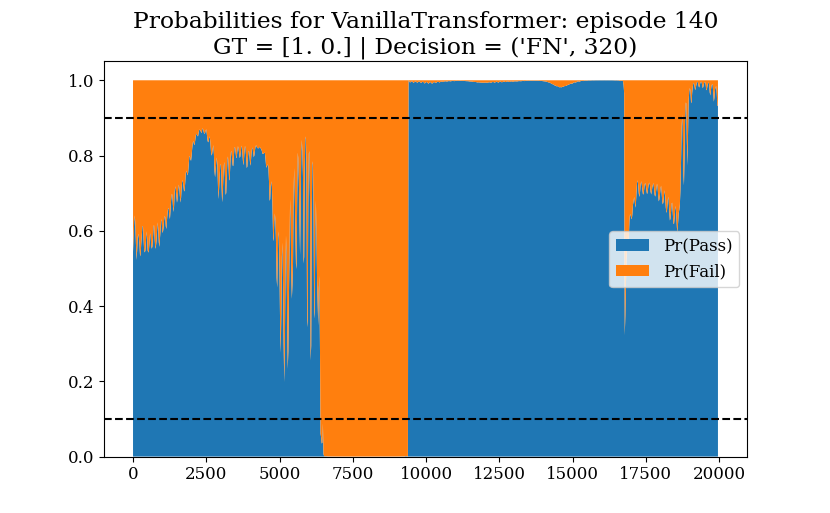 Probabilities for VanillaTransformer: episode 140
GT = [1. 0.] | Decision = ('FN', 320)
1.0
0.8
0.6
0.4
0.2
0.0
Pr(Pass)
Pr(Fail)
0 2500 5000 7500 10000 12500 15000 17500 20000